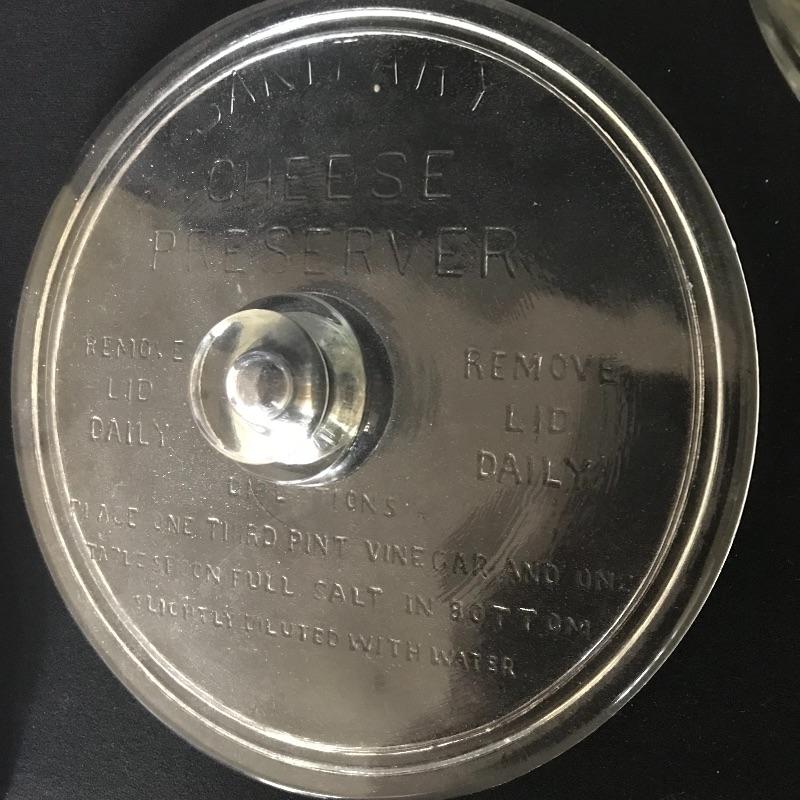 SANITARY
CHEESE
PRESERVER
REMOVE
LID
DAILY
REMOVE
LID
DAILY
DIRECTIONS
PLACE ONE THIRD PINT VINEGAR AND ONE
TABLESPOON FULL SALT IN BOTTOM
SLIGHTLY DILUTED WITH WATER